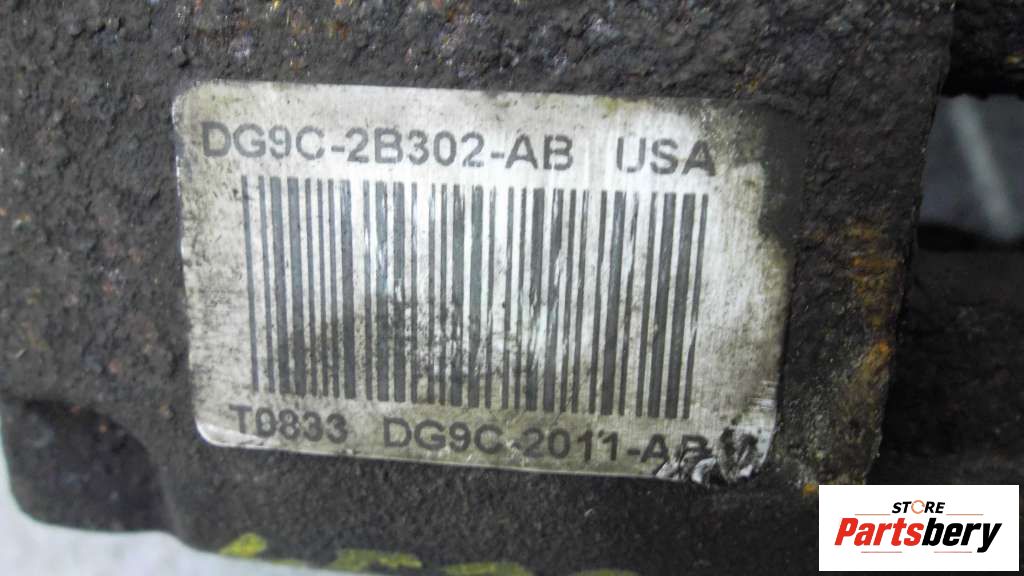 DG9C-2B302-AB USA
T0833 DG9C-2011-AB
STORE
Partsbery